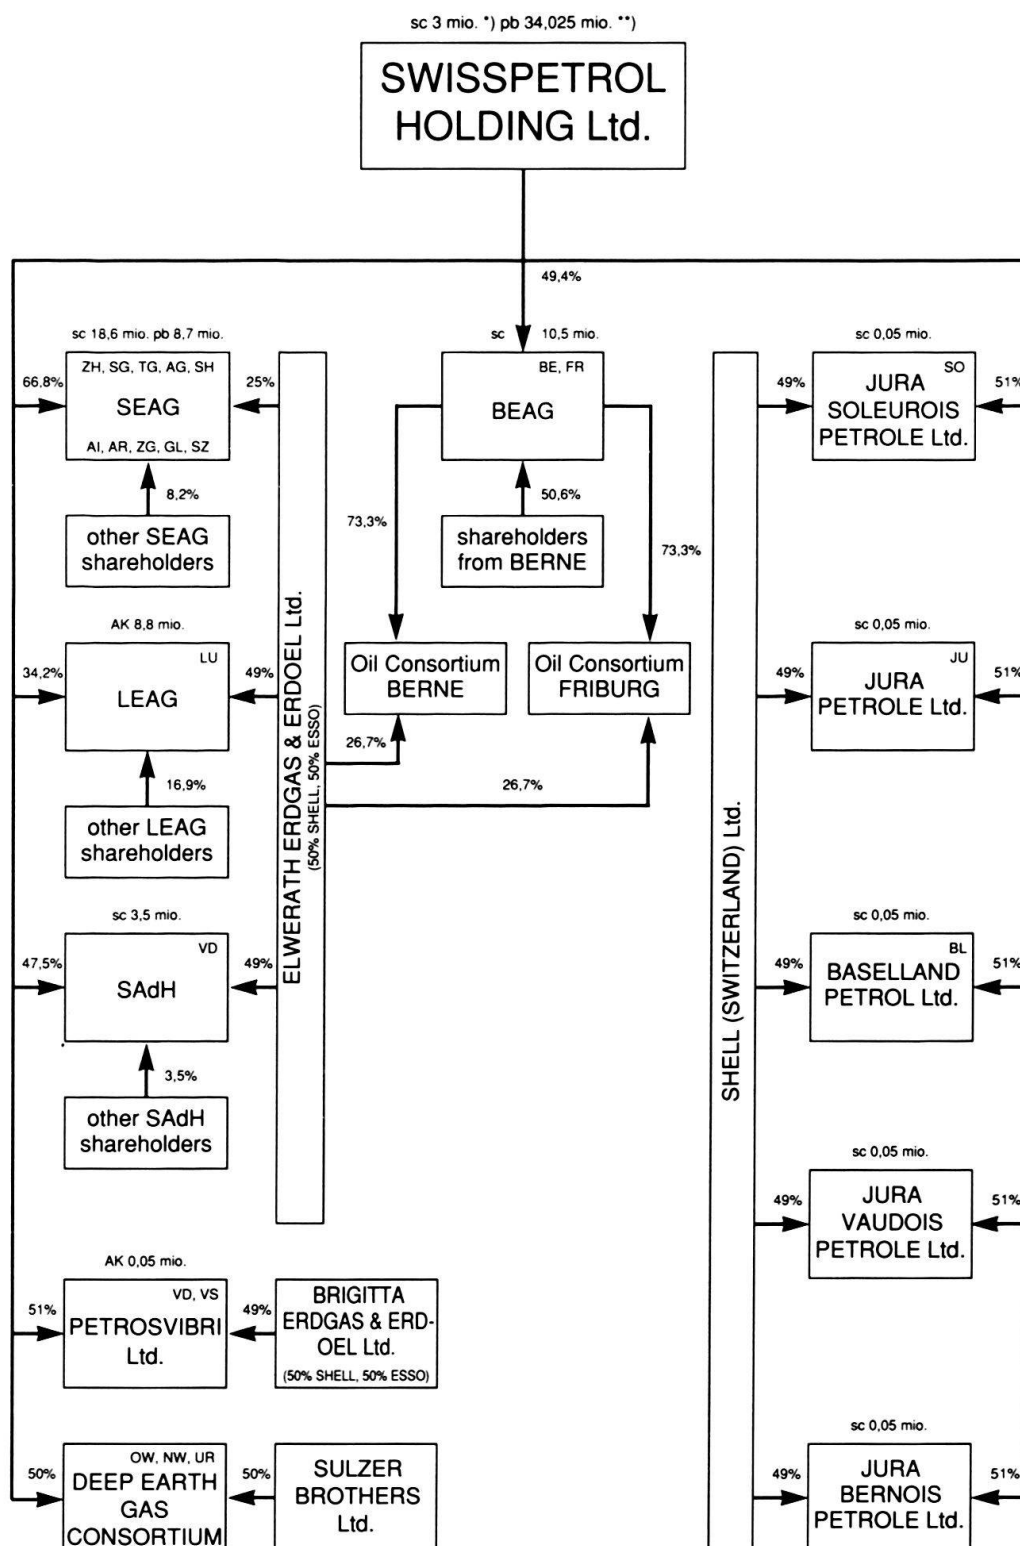 sc 3 mio. *) pb 34,025 mio. **)
SWISSPETROL
HOLDING Ltd.
49,4%
sc 18,6 mio. pb 8,7 mio.
66,8%
ZH, SG, TG, AG, SH
SEAG
AI, AR, ZG, GL, SZ
25%
8,2%
other SEAG
shareholders
AK 8,8 mio.
34,2%
LU
LEAG
49%
16,9%
other LEAG
shareholders
sc 3,5 mio.
47,5%
VD
SAdH
49%
3,5%
other SAdH
shareholders
AK 0,05 mio.
51%
VD, VS
PETROSVIBRI
Ltd.
49%
BRIGITTA
ERDGAS & ERD-
OEL Ltd.
(50% SHELL, 50% ESSO)
50%
OW, NW, UR
DEEP EARTH
GAS
CONSORTIUM
50%
SULZER
BROTHERS
Ltd.
ELWERATH ERDGAS & ERDOEL Ltd.
(50% SHELL, 50% ESSO)
sc 10,5 mio.
BE, FR
BEAG
50,6%
shareholders
from BERNE
73,3%
73,3%
Oil Consortium
BERNE
Oil Consortium
FRIBURG
26,7%
26,7%
SHELL (SWITZERLAND) Ltd.
sc 0,05 mio.
49%
SO
JURA
SOLEUROIS
PETROLE Ltd.
51%
sc 0,05 mio.
49%
JU
JURA
PETROLE Ltd.
51%
sc 0,05 mio.
49%
BL
BASELLAND
PETROL Ltd.
51%
sc 0,05 mio.
49%
JURA
VAUDOIS
PETROLE Ltd.
51%
sc 0,05 mio.
49%
JURA
BERNOIS
PETROLE Ltd.
51%